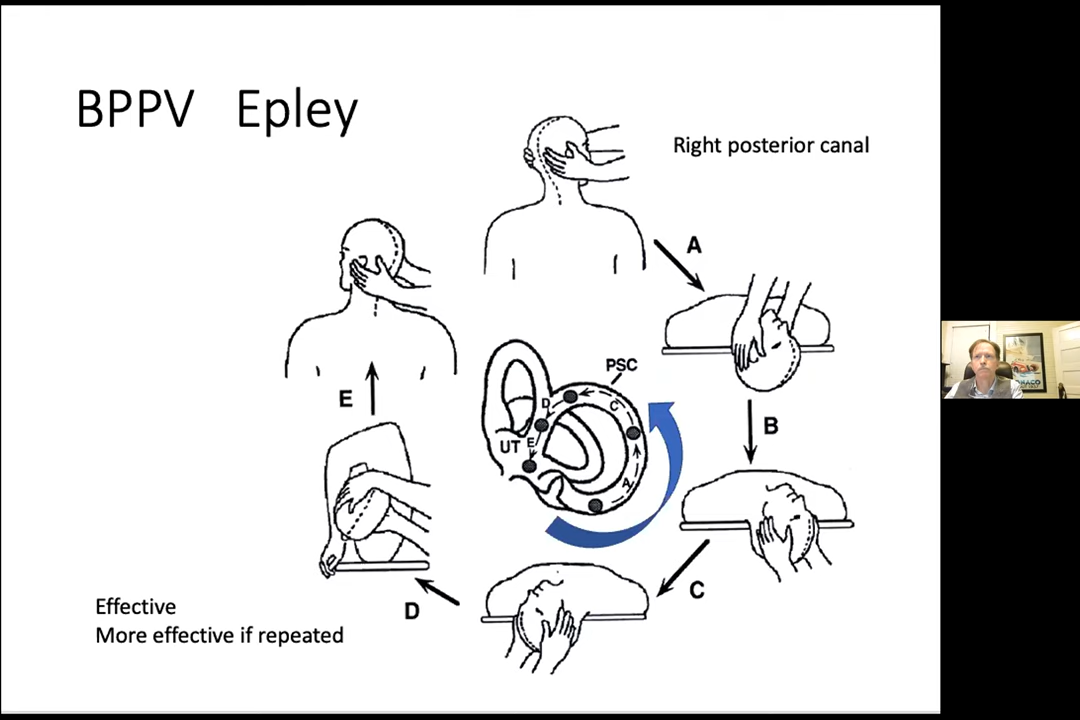 BPPV Epley
Right posterior canal
A
PSC
C
D
E
UT
B
E
C
D
Effective
More effective if repeated